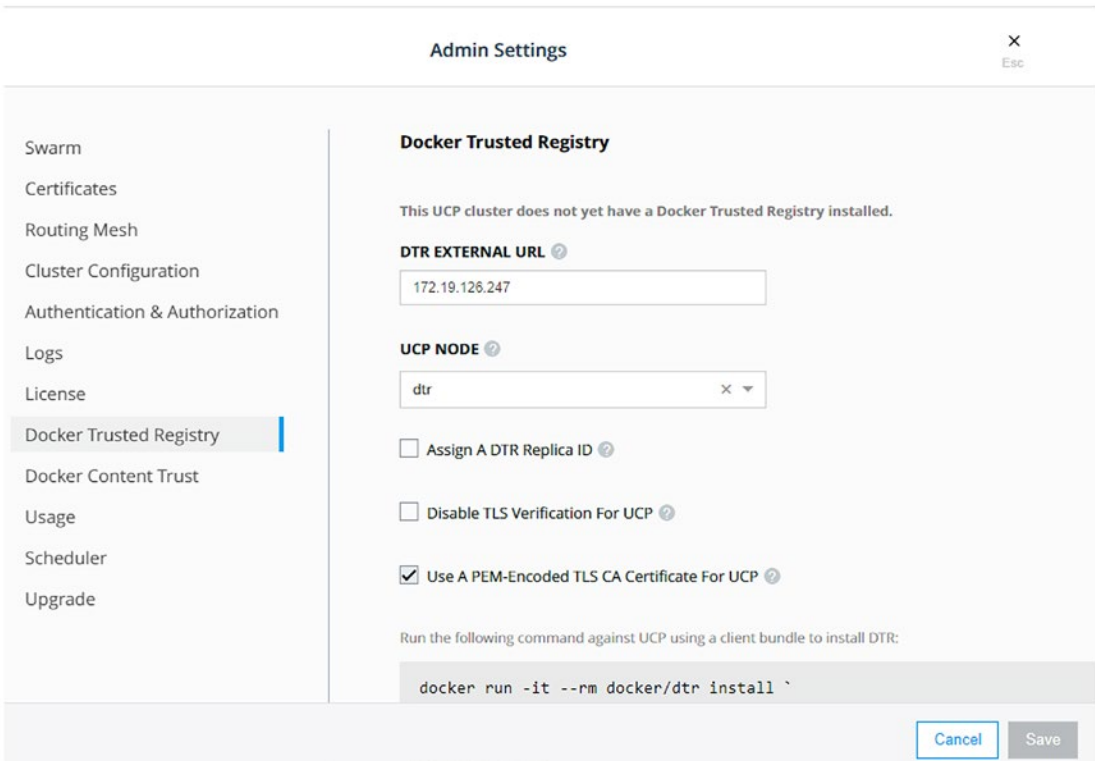 Admin Settings
×
Esc
Swarm
Certificates
Routing Mesh
Cluster Configuration
Authentication & Authorization
Logs
License
Docker Trusted Registry
Docker Content Trust
Usage
Scheduler
Upgrade
Docker Trusted Registry
This UCP cluster does not yet have a Docker Trusted Registry installed.
DTR EXTERNAL URL ?
172.19.126.247
UCP NODE ?
dtr ×
Assign A DTR Replica ID ?
Disable TLS Verification For UCP ?
Use A PEM-Encoded TLS CA Certificate For UCP ?
Run the following command against UCP using a client bundle to install DTR:
docker run -it --rm docker/dtr install `
Cancel Save